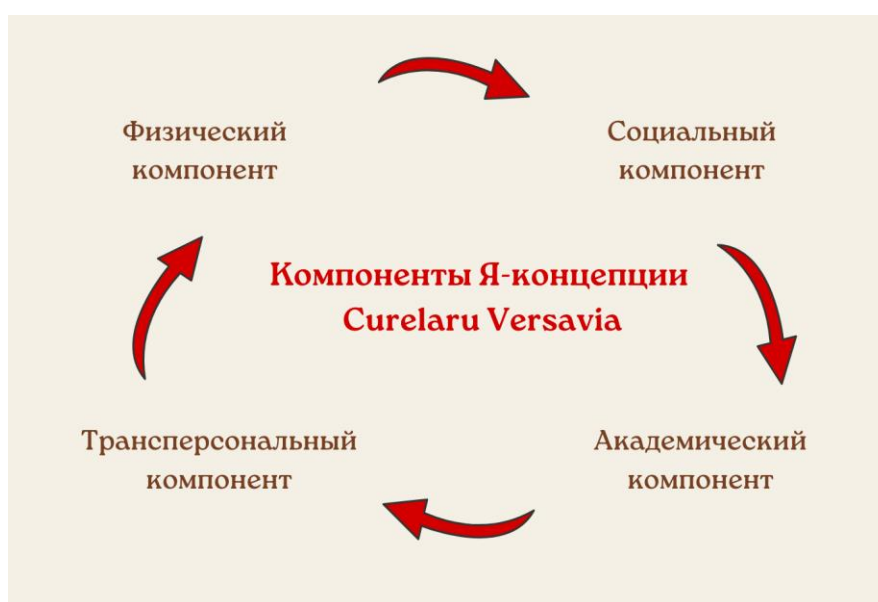 Физический
компонент
Социальный
компонент
Компоненты Я-концепции
Curelaru Versavia
Трансперсональный
компонент
Академический
компонент